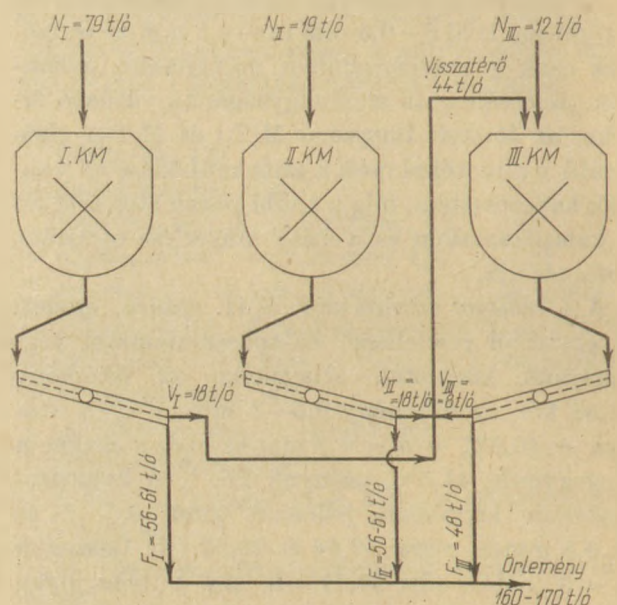 N_I = 79 t/ó
N_II = 19 t/ó
N_III. = 12 t/ó
Visszatérő
44 t/ó
I. KM
II. KM
III. KM
V_I = 18 t/ó
V_II =
=18 t/ó
V_III =
=8 t/ó
F_I = 56-61 t/ó
F_II = 56-61 t/ó
F_III = 48 t/ó
Őrlemény
160-170 t/ó